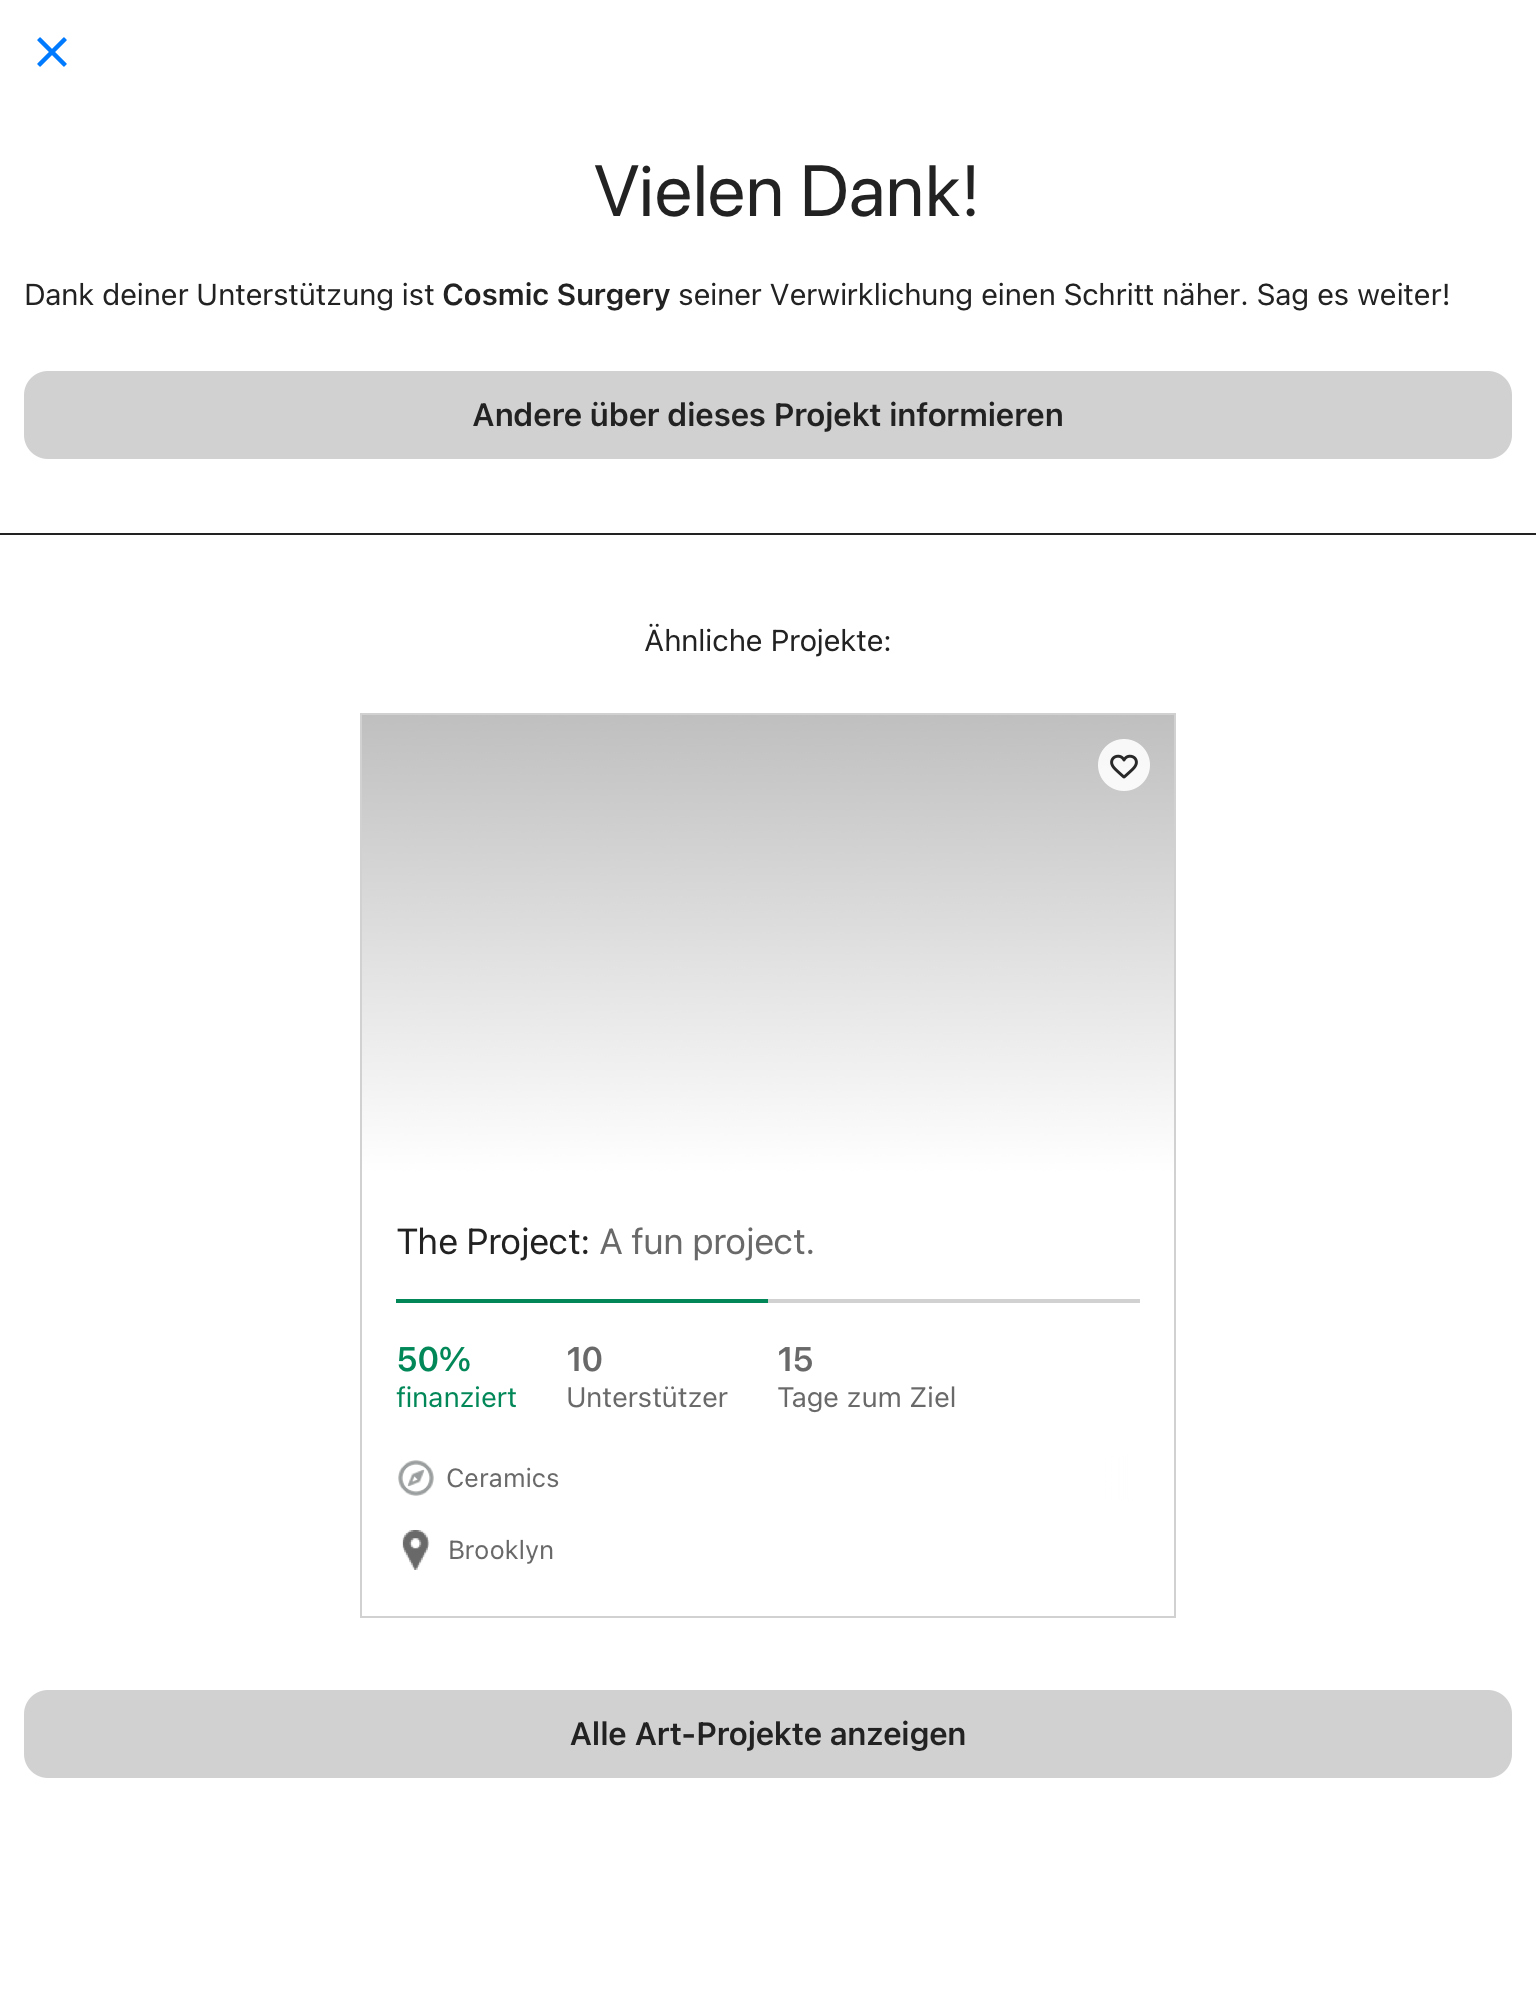 Vielen Dank!
Dank deiner Unterstützung ist Cosmic Surgery seiner Verwirklichung einen Schritt näher. Sag es weiter!
Andere über dieses Projekt informieren
Ähnliche Projekte:
The Project: A fun project.
50% 10 15
finanziert Unterstützer Tage zum Ziel
Ceramics
Brooklyn
Alle Art-Projekte anzeigen